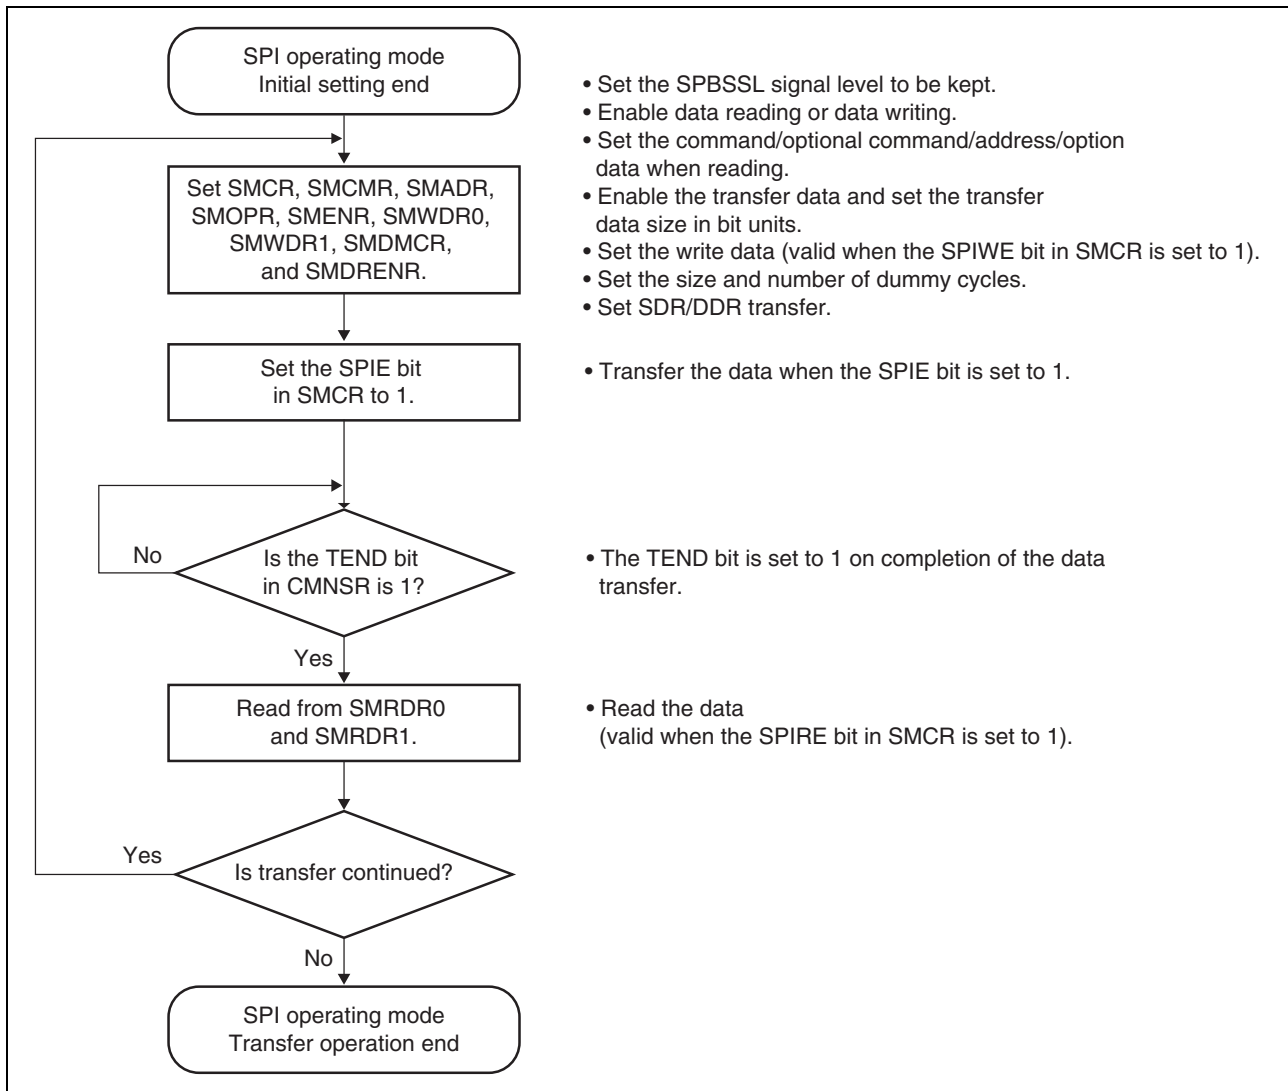 SPI operating mode
Initial setting end
• Set the SPBSSL signal level to be kept.
• Enable data reading or data writing.
• Set the command/optional command/address/option
data when reading.
• Enable the transfer data and set the transfer
data size in bit units.
• Set the write data (valid when the SPIWE bit in SMCR is set to 1).
• Set the size and number of dummy cycles.
• Set SDR/DDR transfer.
Set SMCR, SMCMR, SMADR,
SMOPR, SMENR, SMWDR0,
SMWDR1, SMDMCR,
and SMDRENR.
Set the SPIE bit
in SMCR to 1.
• Transfer the data when the SPIE bit is set to 1.
No
Is the TEND bit
in CMNSR is 1?
• The TEND bit is set to 1 on completion of the data
transfer.
Yes
Read from SMRDR0
and SMRDR1.
• Read the data
(valid when the SPIRE bit in SMCR is set to 1).
Yes
Is transfer continued?
No
SPI operating mode
Transfer operation end